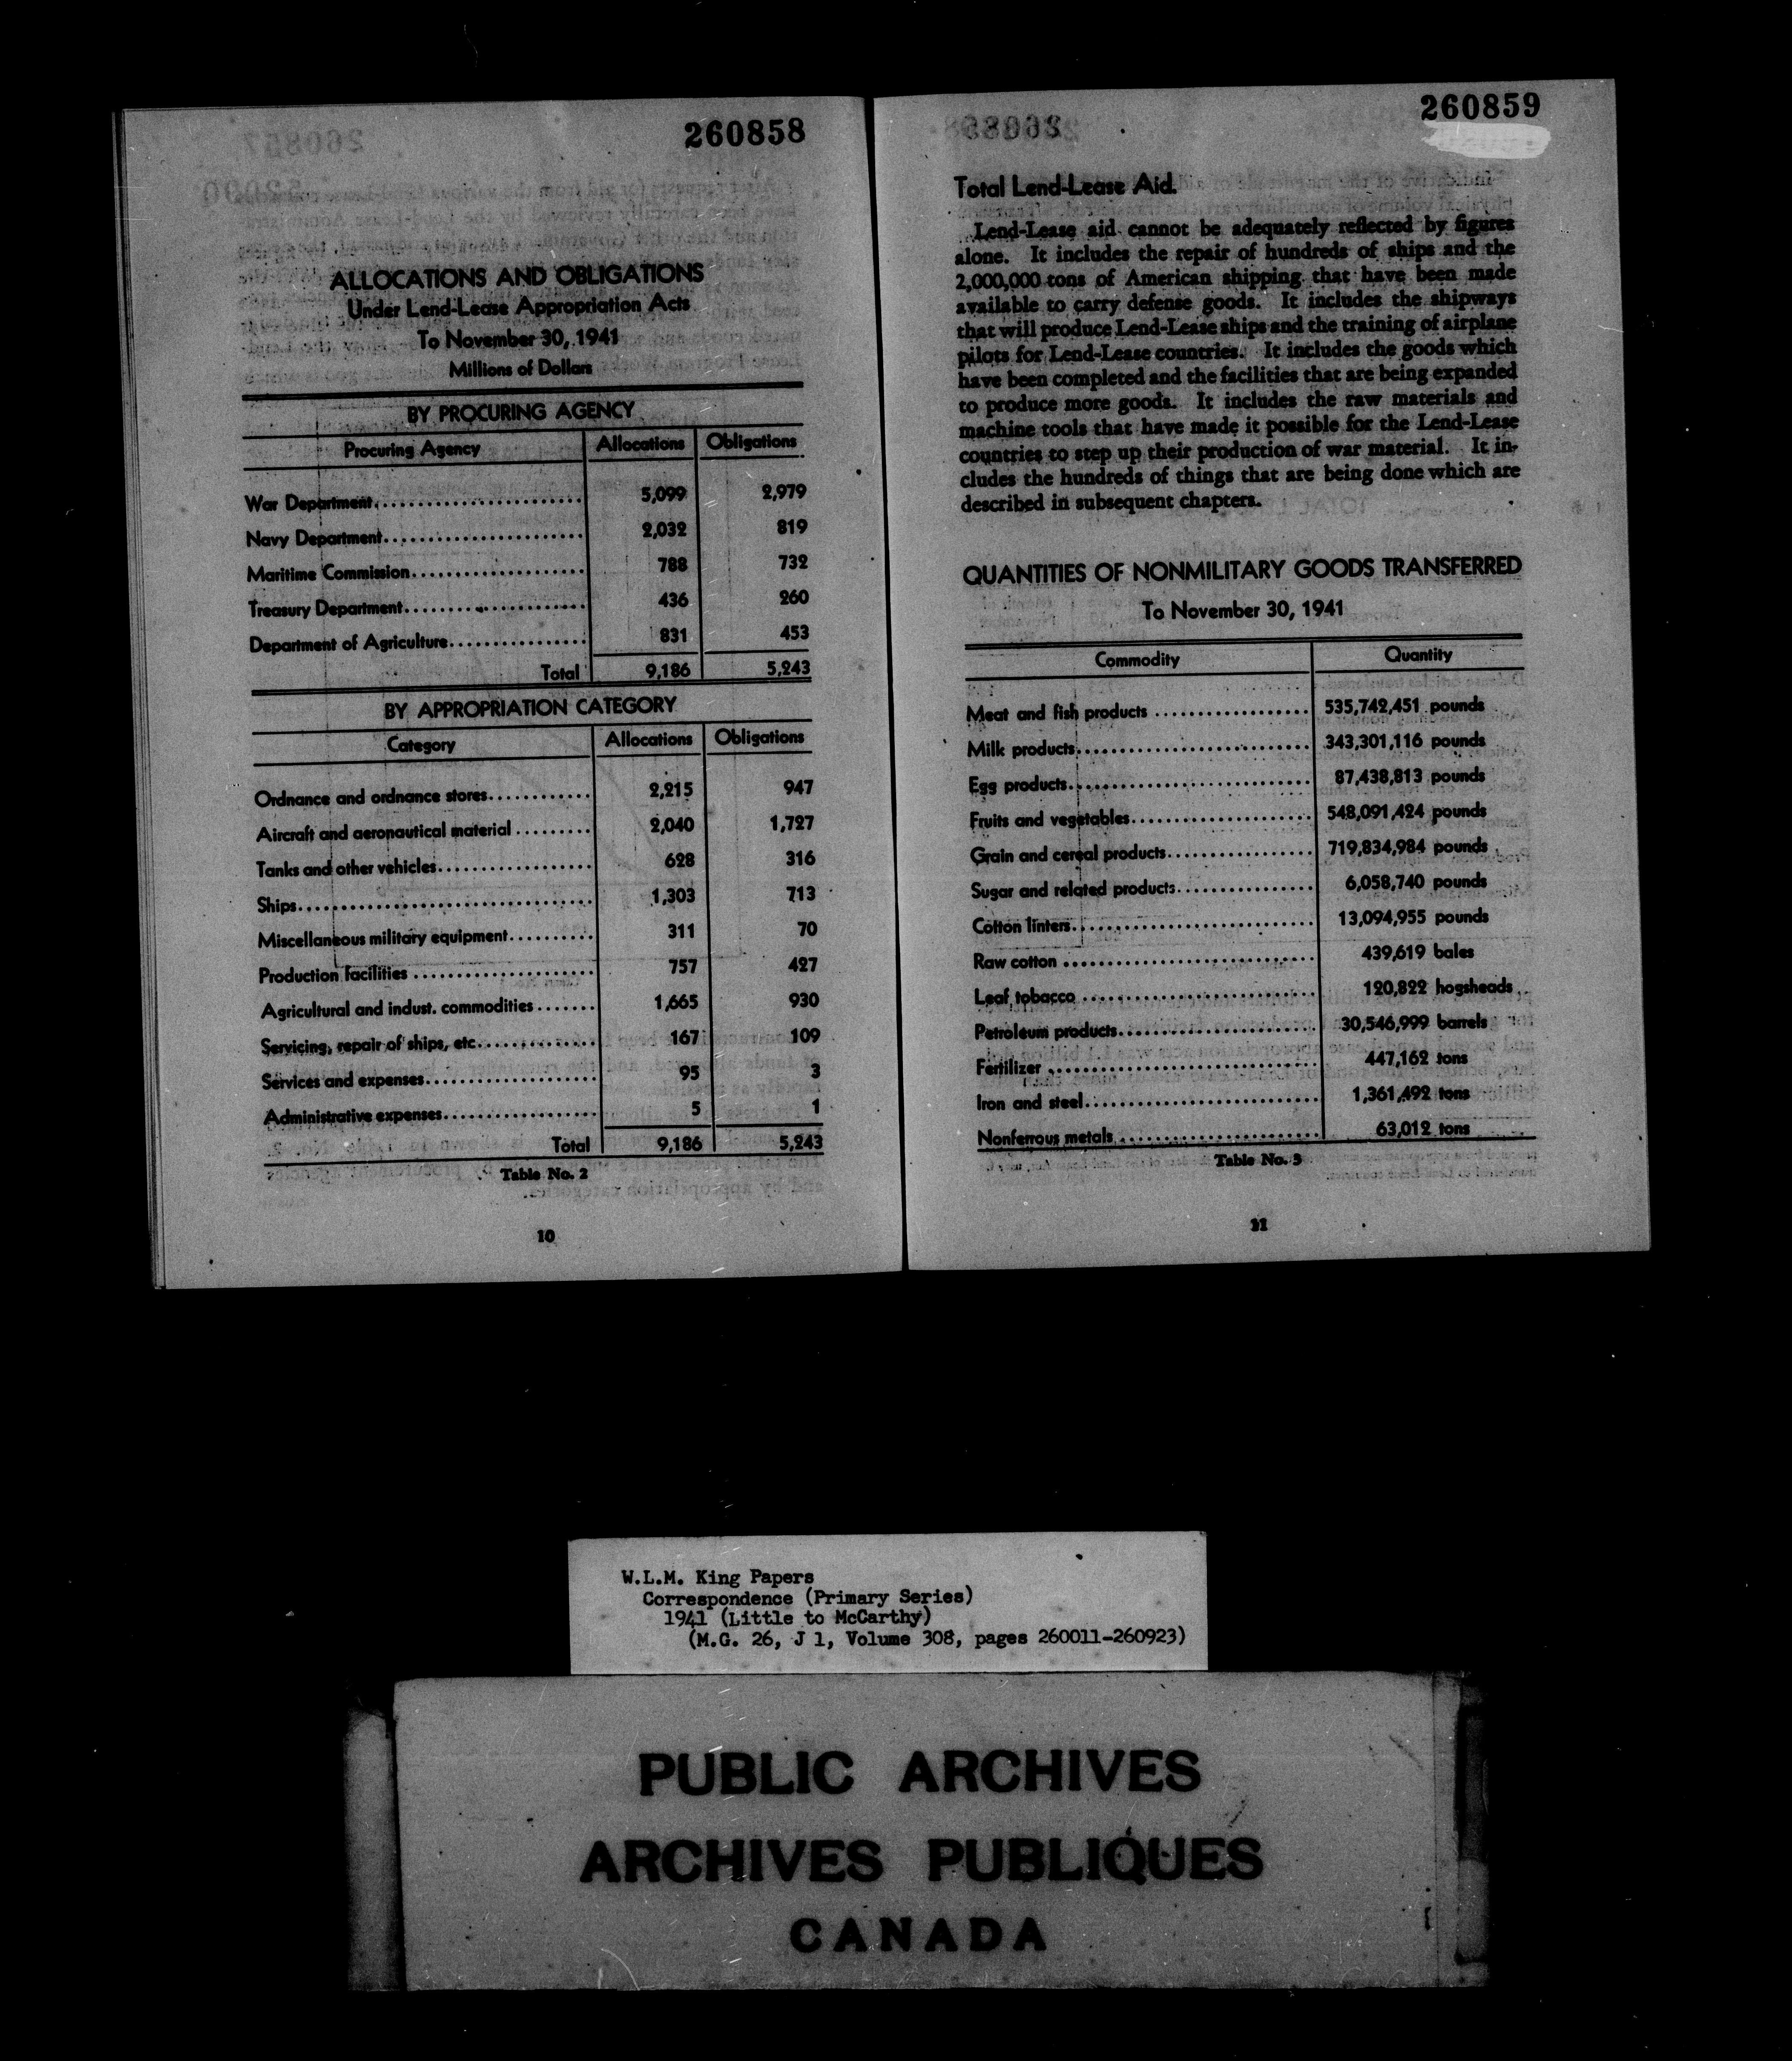 260858
ALLOCATIONS AND OBLIGATIONS
Under Lend-Lease Appropriation Acts
To November 30, 1941
Millions of Dollars
BY PROCURING AGENCY
Procuring Agency Allocations Obligations
War Department 5,099 2,979
Navy Department 2,032 819
Maritime Commission 788 732
Treasury Department 436 260
Department of Agriculture 831 453
Total 9,186 5,243
BY APPROPRIATION CATEGORY
Category Allocations Obligations
Ordnance and ordnance stores 2,215 947
Aircraft and aeronautical material 2,040 1,727
Tanks and other vehicles 628 316
Ships 1,303 713
Miscellaneous military equipment 311 70
Production facilities 757 427
Agricultural and indust. commodities 1,665 930
Servicing, repair of ships, etc. 167 109
Services and expenses 95 3
Administrative expenses 5 1
Total 9,186 5,243
Table No. 2
10
260859
Total Lend-Lease Aid.
Lend-Lease aid cannot be adequately reflected by figures
alone. It includes the repair of hundreds of ships and the
2,000,000 tons of American shipping that have been made
available to carry defense goods. It includes the shipways
that will produce Lend-Lease ships and the training of airplane
pilots for Lend-Lease countries. It includes the goods which
have been completed and the facilities that are being expanded
to produce more goods. It includes the raw materials and
machine tools that have made it possible for the Lend-Lease
countries to step up their production of war material. It in-
cludes the hundreds of things that are being done which are
described in subsequent chapters.
QUANTITIES OF NONMILITARY GOODS TRANSFERRED
To November 30, 1941
Commodity Quantity
Meat and fish products 535,742,451 pounds
Milk products 343,301,116 pounds
Egg products 87,438,813 pounds
Fruits and vegetables 548,091,424 pounds
Grain and cereal products 719,834,984 pounds
Sugar and related products 6,058,740 pounds
Cotton linters 13,094,955 pounds
Raw cotton 439,619 bales
Leaf tobacco 120,822 hogsheads
Petroleum products 30,546,999 barrels
Fertilizer 447,162 tons
Iron and steel 1,361,492 tons
Nonferrous metals 63,012 tons
Table No. 3
11
W.L.M. King Papers
Correspondence (Primary Series)
1941 (Little to McCarthy)
(M.G. 26, J 1, Volume 308, pages 260011-260923)
PUBLIC ARCHIVES
ARCHIVES PUBLIQUES
CANADA